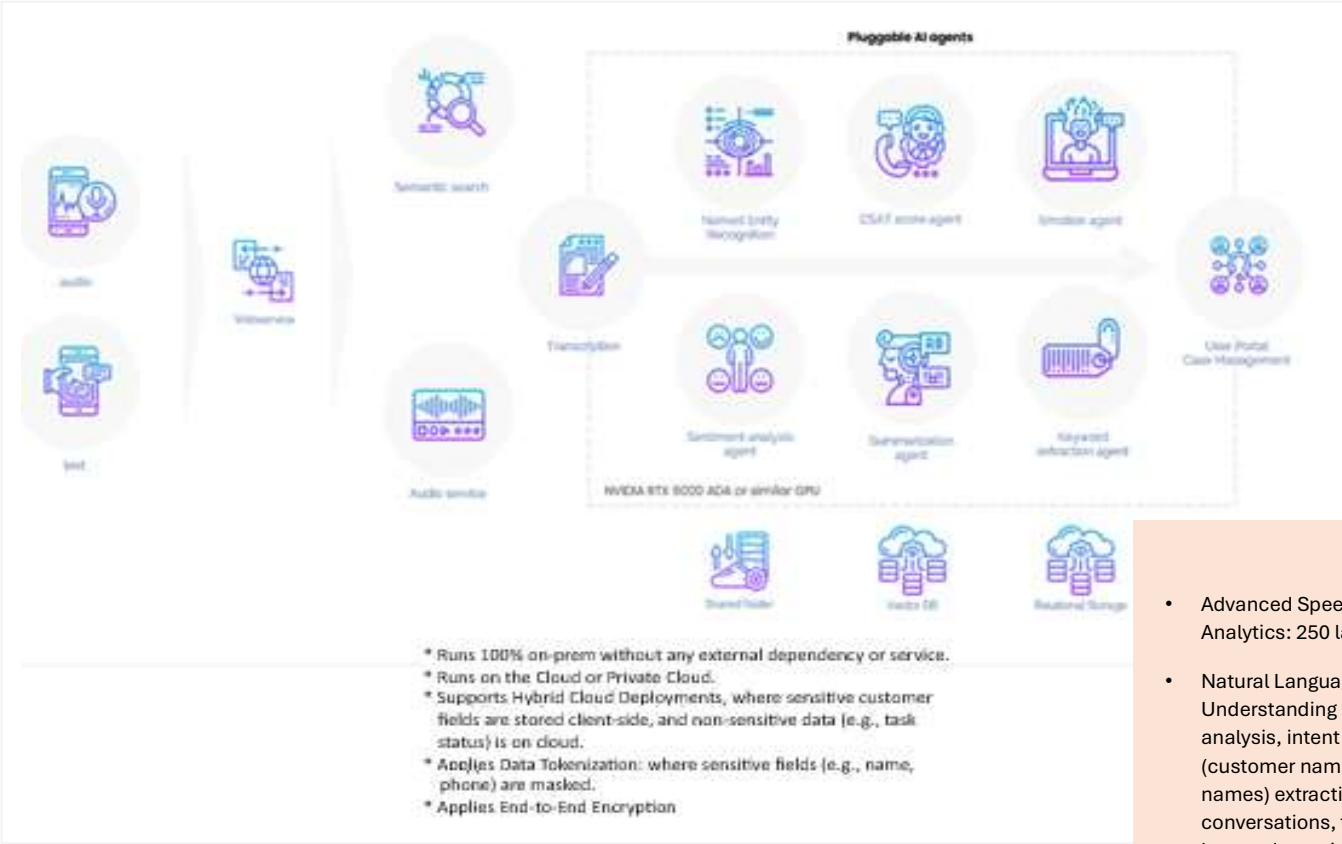 Pluggable AI agents
Semantic search
audio
Webservice
text
Transcription
Audio service
Named Entity
Recognition
CSAT score agent
Emotion agent
Sentiment analysis
agent
Summarization
agent
Keyword
extraction agent
NVIDIA RTX 6000 ADA or similar GPU
User Portal
Case Management
Shared folder
Vector DB
Relational Storage
* Runs 100% on-prem without any external dependency or service.
* Runs on the Cloud or Private Cloud.
* Supports Hybrid Cloud Deployments, where sensitive customer
fields are stored client-side, and non-sensitive data (e.g., task
status) is on cloud.
* Applies Data Tokenization: where sensitive fields (e.g., name,
phone) are masked.
* Applies End-to-End Encryption
• Advanced Spee
Analytics: 250 l
• Natural Langua
Understanding
analysis, intent
(customer nam
names) extracti
conversations,